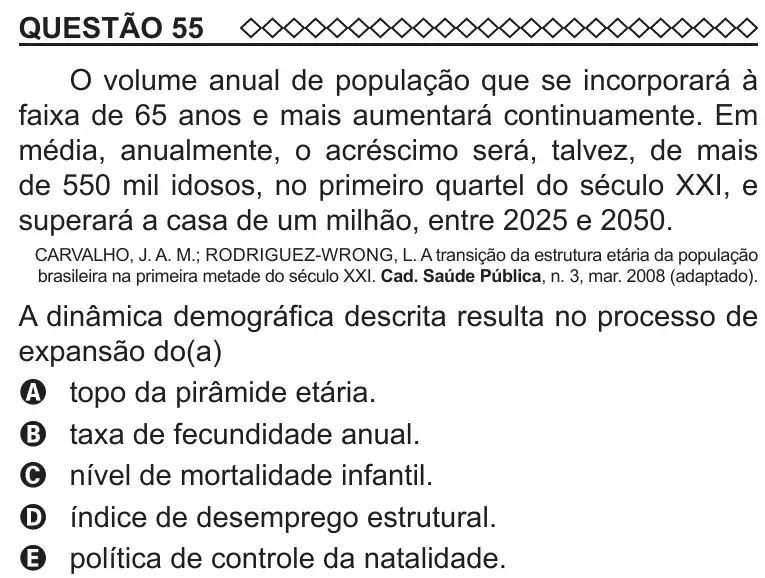 QUESTÃO 55
O volume anual de população que se incorporará à
faixa de 65 anos e mais aumentará continuamente. Em
média, anualmente, o acréscimo será, talvez, de mais
de 550 mil idosos, no primeiro quartel do século XXI, e
superará a casa de um milhão, entre 2025 e 2050.
CARVALHO, J. A. M.; RODRIGUEZ-WRONG, L. A transição da estrutura etária da população
brasileira na primeira metade do século XXI. Cad. Saúde Pública, n. 3, mar. 2008 (adaptado).
A dinâmica demográfica descrita resulta no processo de
expansão do(a)
A topo da pirâmide etária.
B taxa de fecundidade anual.
C nível de mortalidade infantil.
D índice de desemprego estrutural.
E política de controle da natalidade.